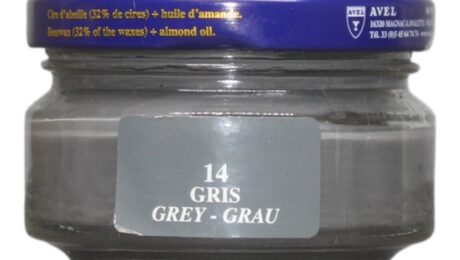 Cire d'abeille (32% de cires) + huile d'amande.
Beeswax (32% of the waxes) + almond oil.
AVEL
AVEL
14
GRIS
GREY - GRAU